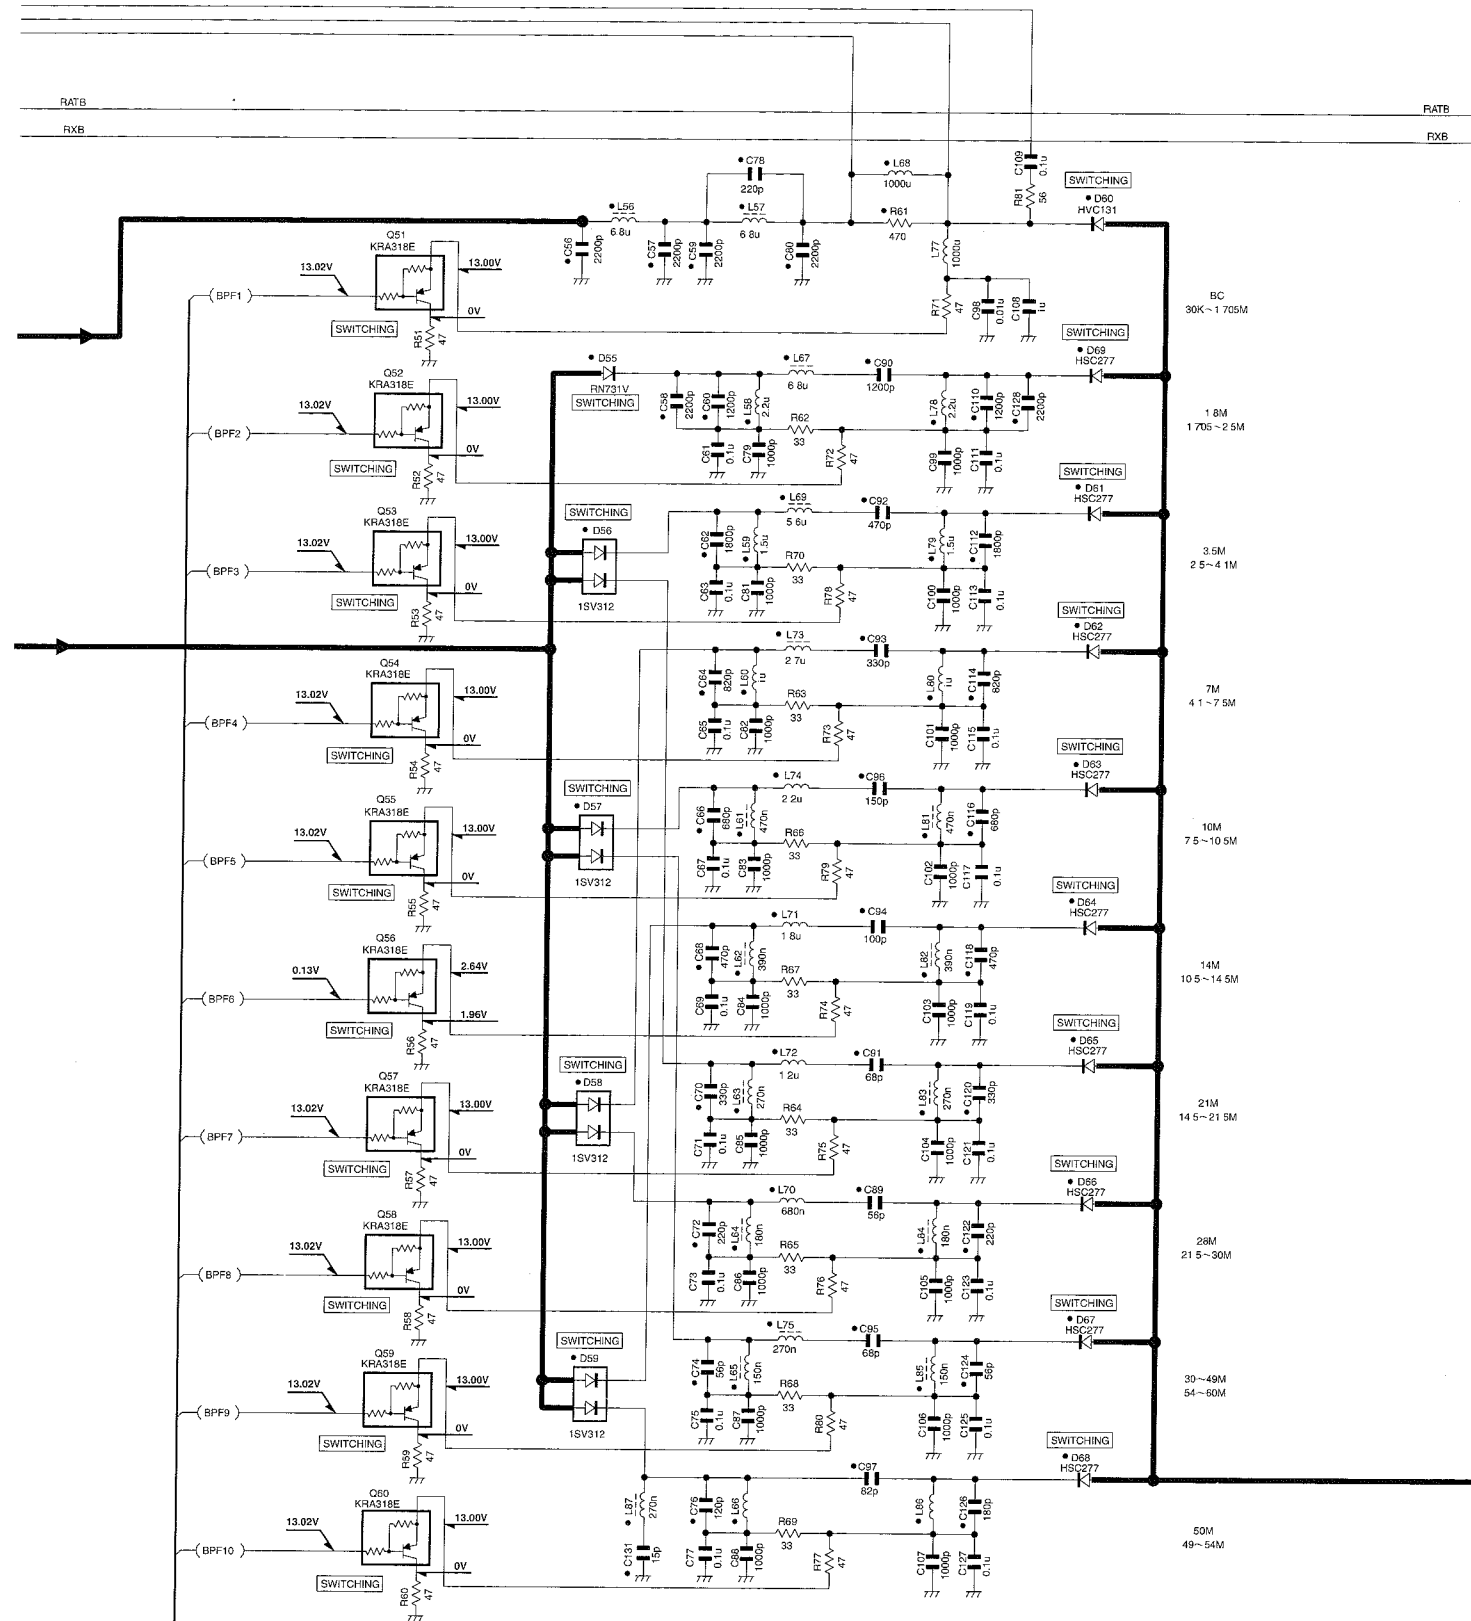 RATB
RATB
RXB
RXB
C78
220p
L68
1000u
C109
0.1u
R81
56
SWITCHING
D60
HVC131
L56
6 8u
L57
6 8u
R61
470
C56
2200p
C57
2200p
C59
2200p
C80
2200p
L77
1000u
R71
47
C98
0.01u
C108
1u
BC
30K~1 705M
Q51
KRA318E
13.02V
13.00V
BPF1
0V
SWITCHING
R51
47
SWITCHING
D69
HSC277
D55
RN731V
SWITCHING
L67
6 8u
C90
1200p
C58
2200p
C60
1200p
L58
2.2u
R62
33
L78
2.2u
C110
1200p
C128
2200p
C61
0.1u
C79
1000p
R72
47
C99
1000p
C111
0.1u
1 8M
1 705~2 5M
Q52
KRA318E
13.02V
13.00V
BPF2
0V
SWITCHING
R52
47
SWITCHING
D61
HSC277
L69
5 6u
C92
470p
SWITCHING
D56
1SV312
C62
1800p
L59
1.5u
R70
33
L79
1.5u
C112
1800p
C63
0.1u
C81
1000p
R78
47
C100
1000p
C113
0.1u
3.5M
2 5~4 1M
Q53
KRA318E
13.02V
13.00V
BPF3
0V
SWITCHING
R53
47
SWITCHING
D62
HSC277
L73
2 7u
C93
330p
C64
820p
L60
1u
R63
33
L80
1u
C114
820p
C65
0.1u
C82
1000p
R73
47
C101
1000p
C115
0.1u
7M
4 1~7 5M
Q54
KRA318E
13.02V
13.00V
BPF4
0V
SWITCHING
R54
47
SWITCHING
D63
HSC277
L74
2 2u
C96
150p
SWITCHING
D57
1SV312
C66
680p
L61
470n
R66
33
L81
470n
C116
680p
C67
0.1u
C83
1000p
R79
47
C102
1000p
C117
0.1u
10M
7 5~10 5M
Q55
KRA318E
13.02V
13.00V
BPF5
0V
SWITCHING
R55
47
SWITCHING
D64
HSC277
L71
1 8u
C94
100p
C68
470p
L62
390n
R67
33
L82
390n
C118
470p
C69
0.1u
C84
1000p
R74
47
C103
1000p
C119
0.1u
14M
10 5~14 5M
Q56
KRA318E
0.13V
2.64V
BPF6
1.96V
SWITCHING
R56
47
SWITCHING
D65
HSC277
L72
1 2u
C91
68p
SWITCHING
D58
1SV312
C70
330p
L63
270n
R64
33
L83
270n
C120
330p
C71
0.1u
C85
1000p
R75
47
C104
1000p
C121
0.1u
21M
14 5~21 5M
Q57
KRA318E
13.02V
13.00V
BPF7
0V
SWITCHING
R57
47
SWITCHING
D66
HSC277
L70
680n
C89
56p
C72
220p
L64
180n
R65
33
L84
180n
C122
220p
C73
0.1u
C86
1000p
R76
47
C105
1000p
C123
0.1u
28M
21 5~30M
Q58
KRA318E
13.02V
13.00V
BPF8
0V
SWITCHING
R58
47
SWITCHING
D67
HSC277
L75
270n
C95
68p
SWITCHING
D59
1SV312
C74
56p
L65
150n
R68
33
L85
150n
C124
56p
C75
0.1u
C87
1000p
R80
47
C106
1000p
C125
0.1u
30~49M
54~60M
Q59
KRA318E
13.02V
13.00V
BPF9
0V
SWITCHING
R59
47
SWITCHING
D68
HSC277
C97
82p
L87
270n
C131
15p
C76
120p
L66
R69
33
L86
C126
180p
C77
0.1u
C88
1000p
R77
47
C107
1000p
C127
0.1u
50M
49~54M
Q60
KRA318E
13.02V
13.00V
BPF10
0V
SWITCHING
R60
47